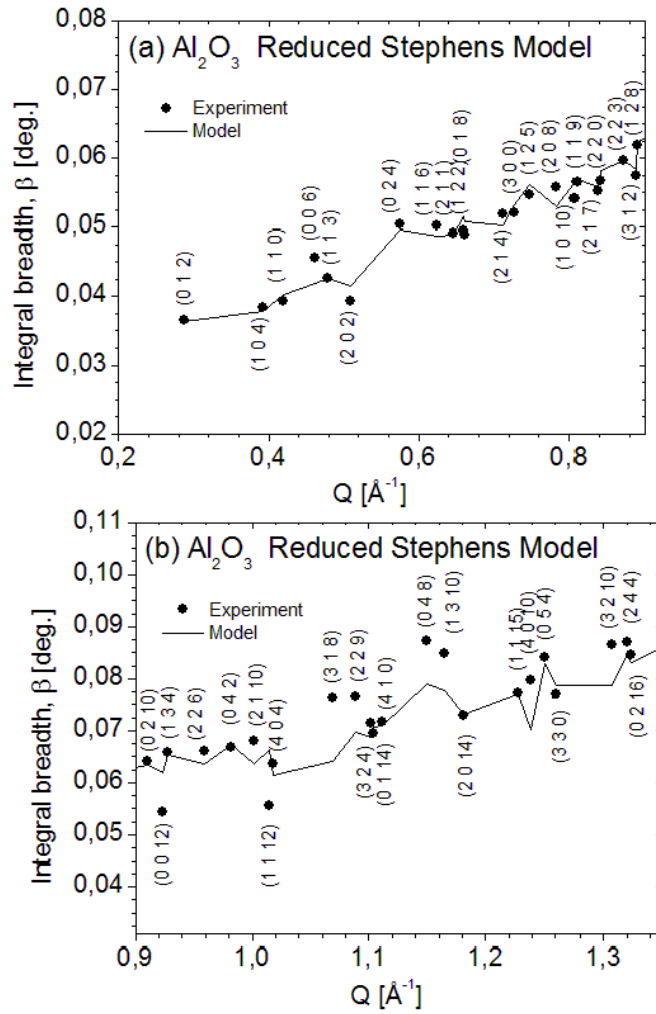 (a) Al₂O₃ Reduced Stephens Model
Experiment
Model
Integral breadth, β [deg.]
0,08
0,07
0,06
0,05
0,04
0,03
0,02
(0 1 2)
(1 0 4)
(1 1 0)
(0 0 6)
(1 1 3)
(2 0 2)
(0 2 4)
(1 1 6)
(2 1 1)
(1 2 2)
(0 1 8)
(2 1 4)
(3 0 0)
(1 2 5)
(2 0 8)
(1 0 10)
(1 1 9)
(2 1 7)
(2 2 0)
(2 2 3)
(3 1 2)
(1 2 8)
0,2
0,4
0,6
0,8
Q [Å⁻¹]
(b) Al₂O₃ Reduced Stephens Model
Experiment
Model
Integral breadth, β [deg.]
0,11
0,10
0,09
0,08
0,07
0,06
0,05
0,04
(0 2 10)
(0 0 12)
(1 3 4)
(2 2 6)
(0 4 2)
(2 1 10)
(1 1 12)
(4 0 4)
(3 1 8)
(2 2 9)
(3 2 4)
(0 1 14)
(4 1 0)
(0 4 8)
(1 3 10)
(2 0 14)
(1 1 15)
(4 0 10)
(0 5 4)
(3 3 0)
(3 2 10)
(2 4 4)
(0 2 16)
0,9
1,0
1,1
1,2
1,3
Q [Å⁻¹]